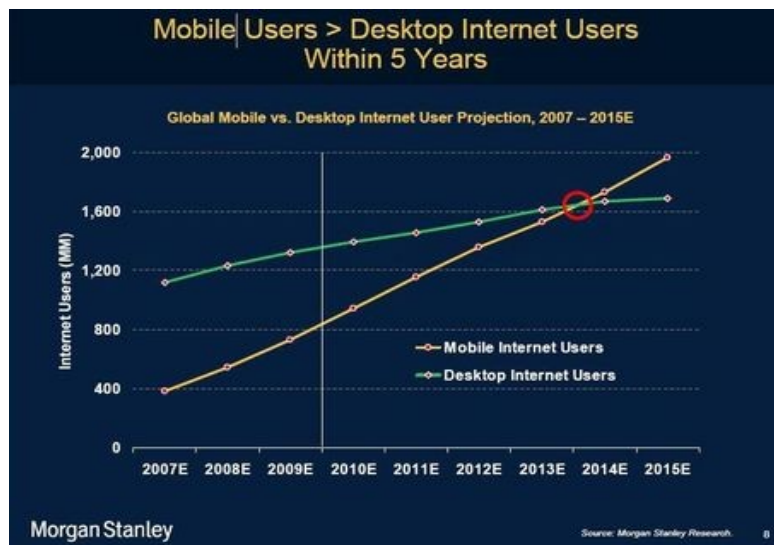 Mobile Users > Desktop Internet Users
Within 5 Years
Global Mobile vs. Desktop Internet User Projection, 2007 – 2015E
Internet Users (MM)
2,000
1,600
1,200
800
400
0
Mobile Internet Users
Desktop Internet Users
2007E 2008E 2009E 2010E 2011E 2012E 2013E 2014E 2015E
Morgan Stanley
Source: Morgan Stanley Research.
8